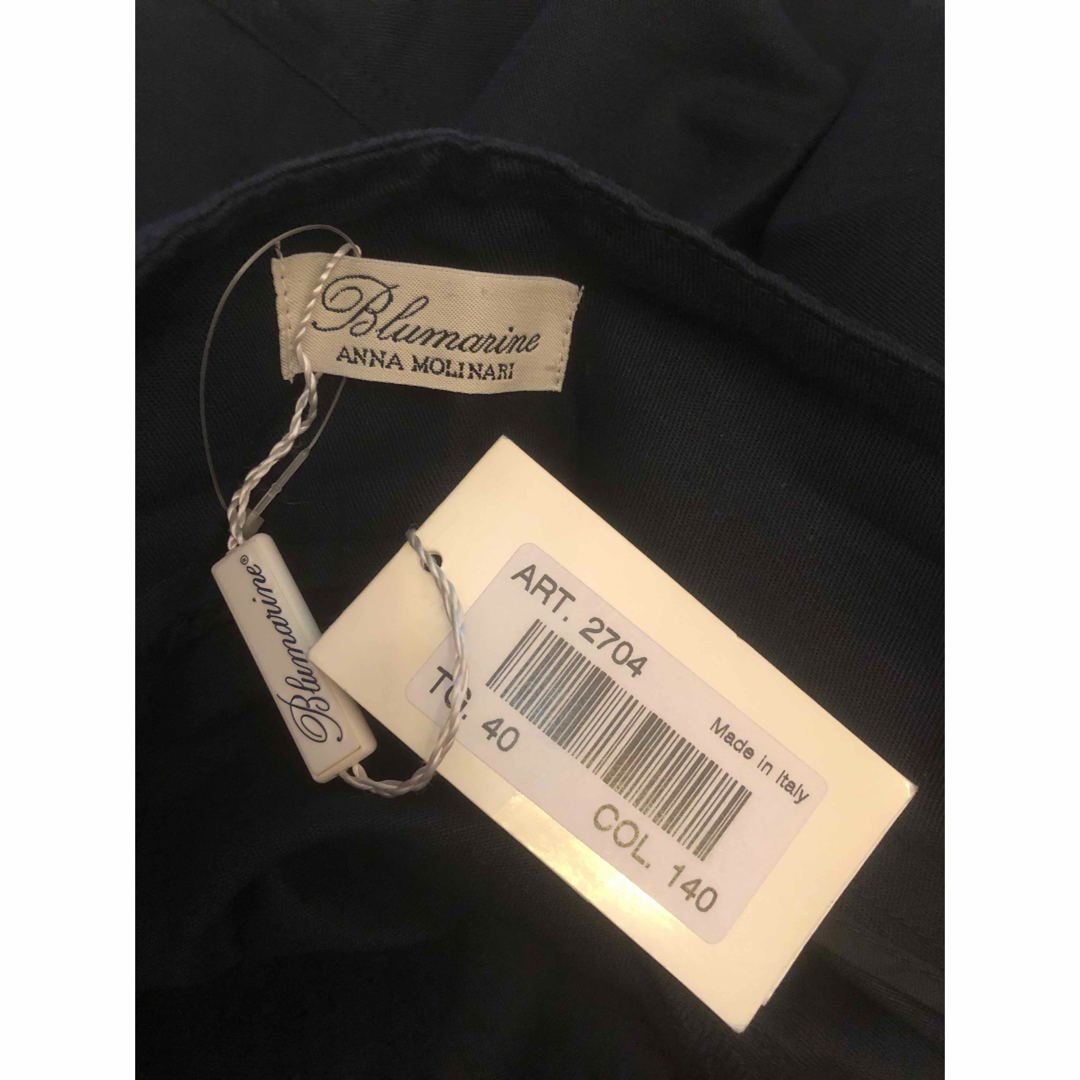 Blumarine
ANNA MOLINARI
Blumarine®
ART. 2704
TG. 40
Made in Italy
COL. 140